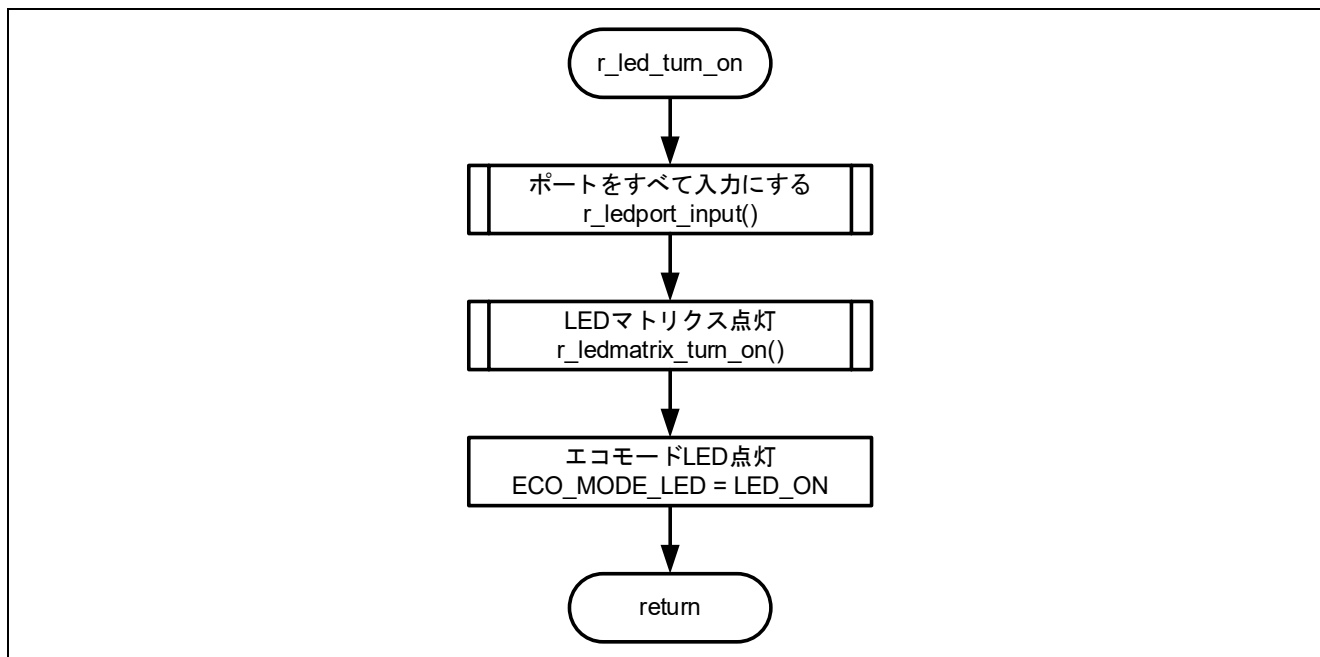 r_led_turn_on
ポートをすべて入力にする
r_ledport_input()
LEDマトリクス点灯
r_ledmatrix_turn_on()
エコモードLED点灯
ECO_MODE_LED = LED_ON
return